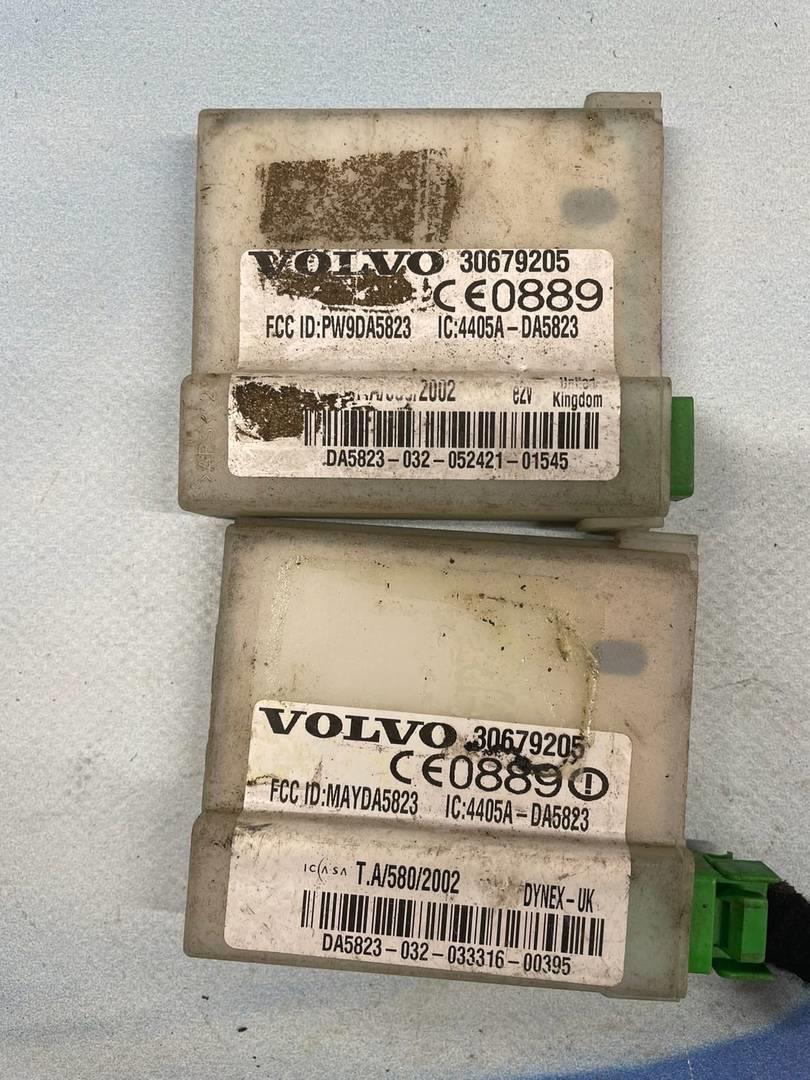 VOLVO 30679205
CE0889
FCC ID:PW9DA5823 IC:4405A-DA5823
/2002 e2v United Kingdom
DA5823-032-052421-01545
VOLVO 30679205
CE0889
FCC ID:MAYDA5823 IC:4405A-DA5823
ICASA T.A/580/2002 DYNEX-UK
DA5823-032-033316-00395